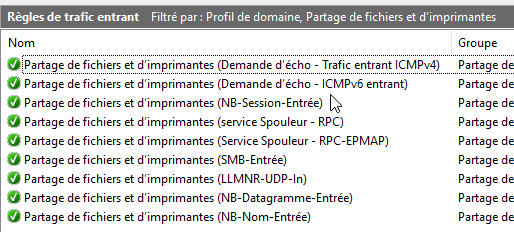 Règles de trafic entrant Filtré par : Profil de domaine, Partage de fichiers et d'imprimantes
Nom Groupe
Partage de fichiers et d'imprimantes (Demande d'écho - Trafic entrant ICMPv4) Partage de
Partage de fichiers et d'imprimantes (Demande d'écho - ICMPv6 entrant) Partage de
Partage de fichiers et d'imprimantes (NB-Session-Entrée) Partage de
Partage de fichiers et d'imprimantes (service Spouleur - RPC) Partage de
Partage de fichiers et d'imprimantes (Service Spouleur - RPC-EPMAP) Partage de
Partage de fichiers et d'imprimantes (SMB-Entrée) Partage de
Partage de fichiers et d'imprimantes (LLMNR-UDP-In) Partage de
Partage de fichiers et d'imprimantes (NB-Datagramme-Entrée) Partage de
Partage de fichiers et d'imprimantes (NB-Nom-Entrée) Partage de